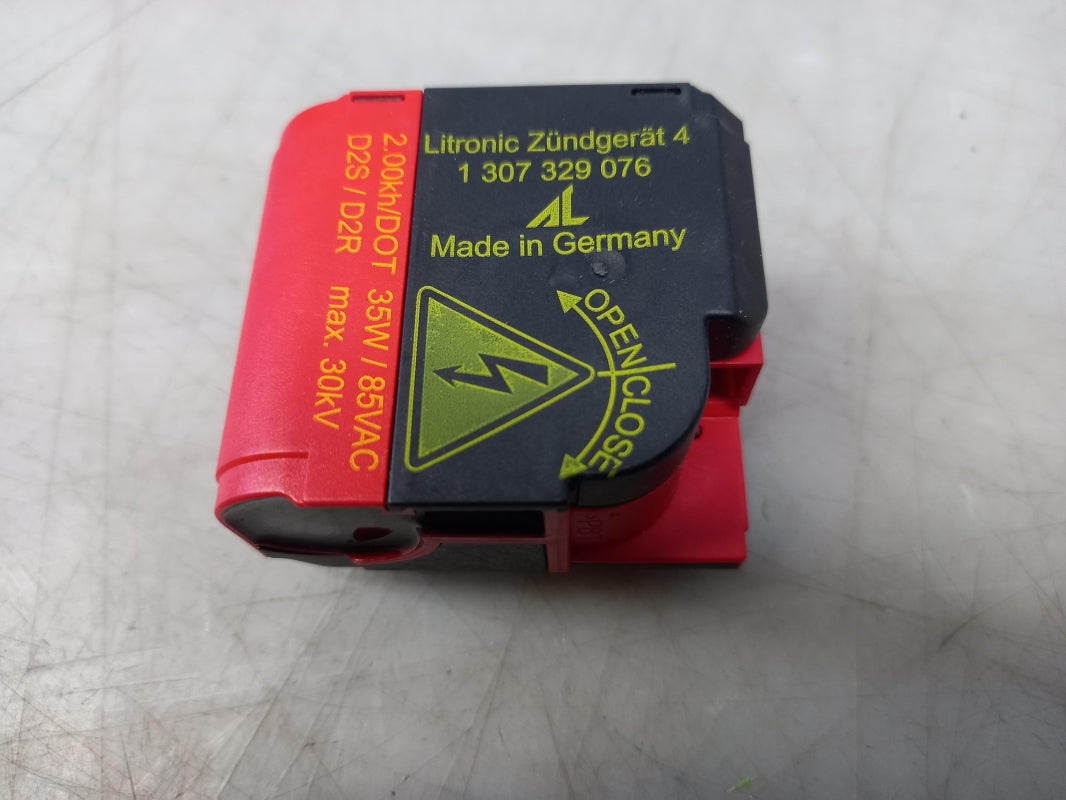 Litronic Zündgerät 4
1 307 329 076
AL
Made in Germany
OPEN/CLOSE
2.00kh/DOT 35W / 85VAC
D2S / D2R max. 30kV